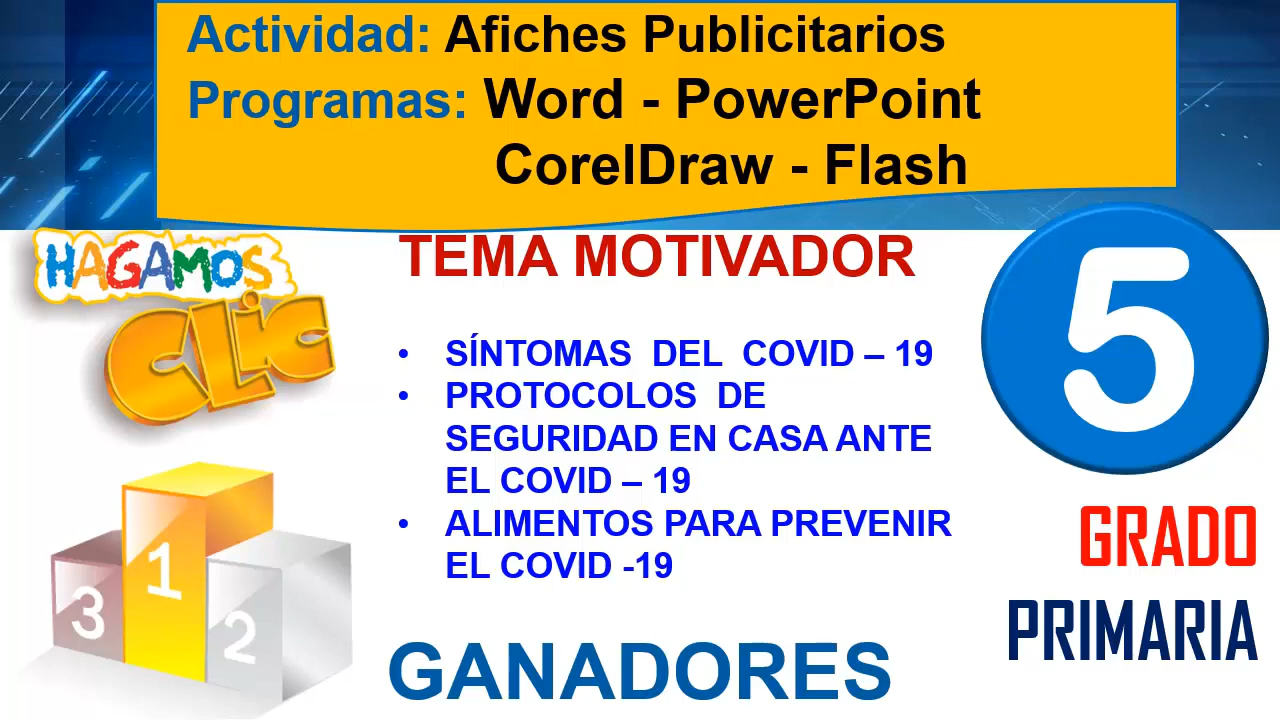 Actividad: Afiches Publicitarios
Programas: Word - PowerPoint
CorelDraw - Flash
HAGAMOS
CLIC
TEMA MOTIVADOR
• SÍNTOMAS DEL COVID – 19
• PROTOCOLOS DE
SEGURIDAD EN CASA ANTE
EL COVID – 19
• ALIMENTOS PARA PREVENIR
EL COVID -19
5
GRADO
PRIMARIA
1
2
3
GANADORES